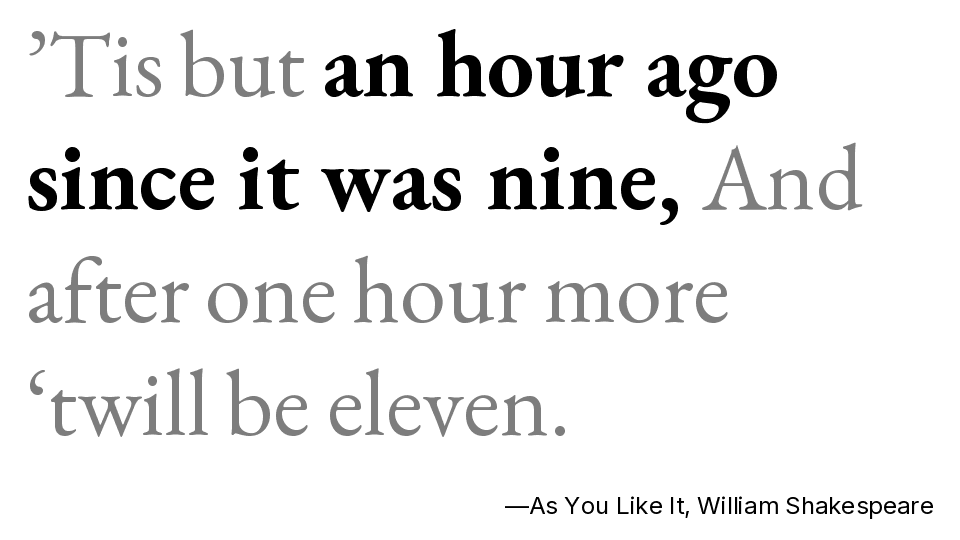 ’Tis but an hour ago
since it was nine, And
after one hour more
‘twill be eleven.
—As You Like It, William Shakespeare